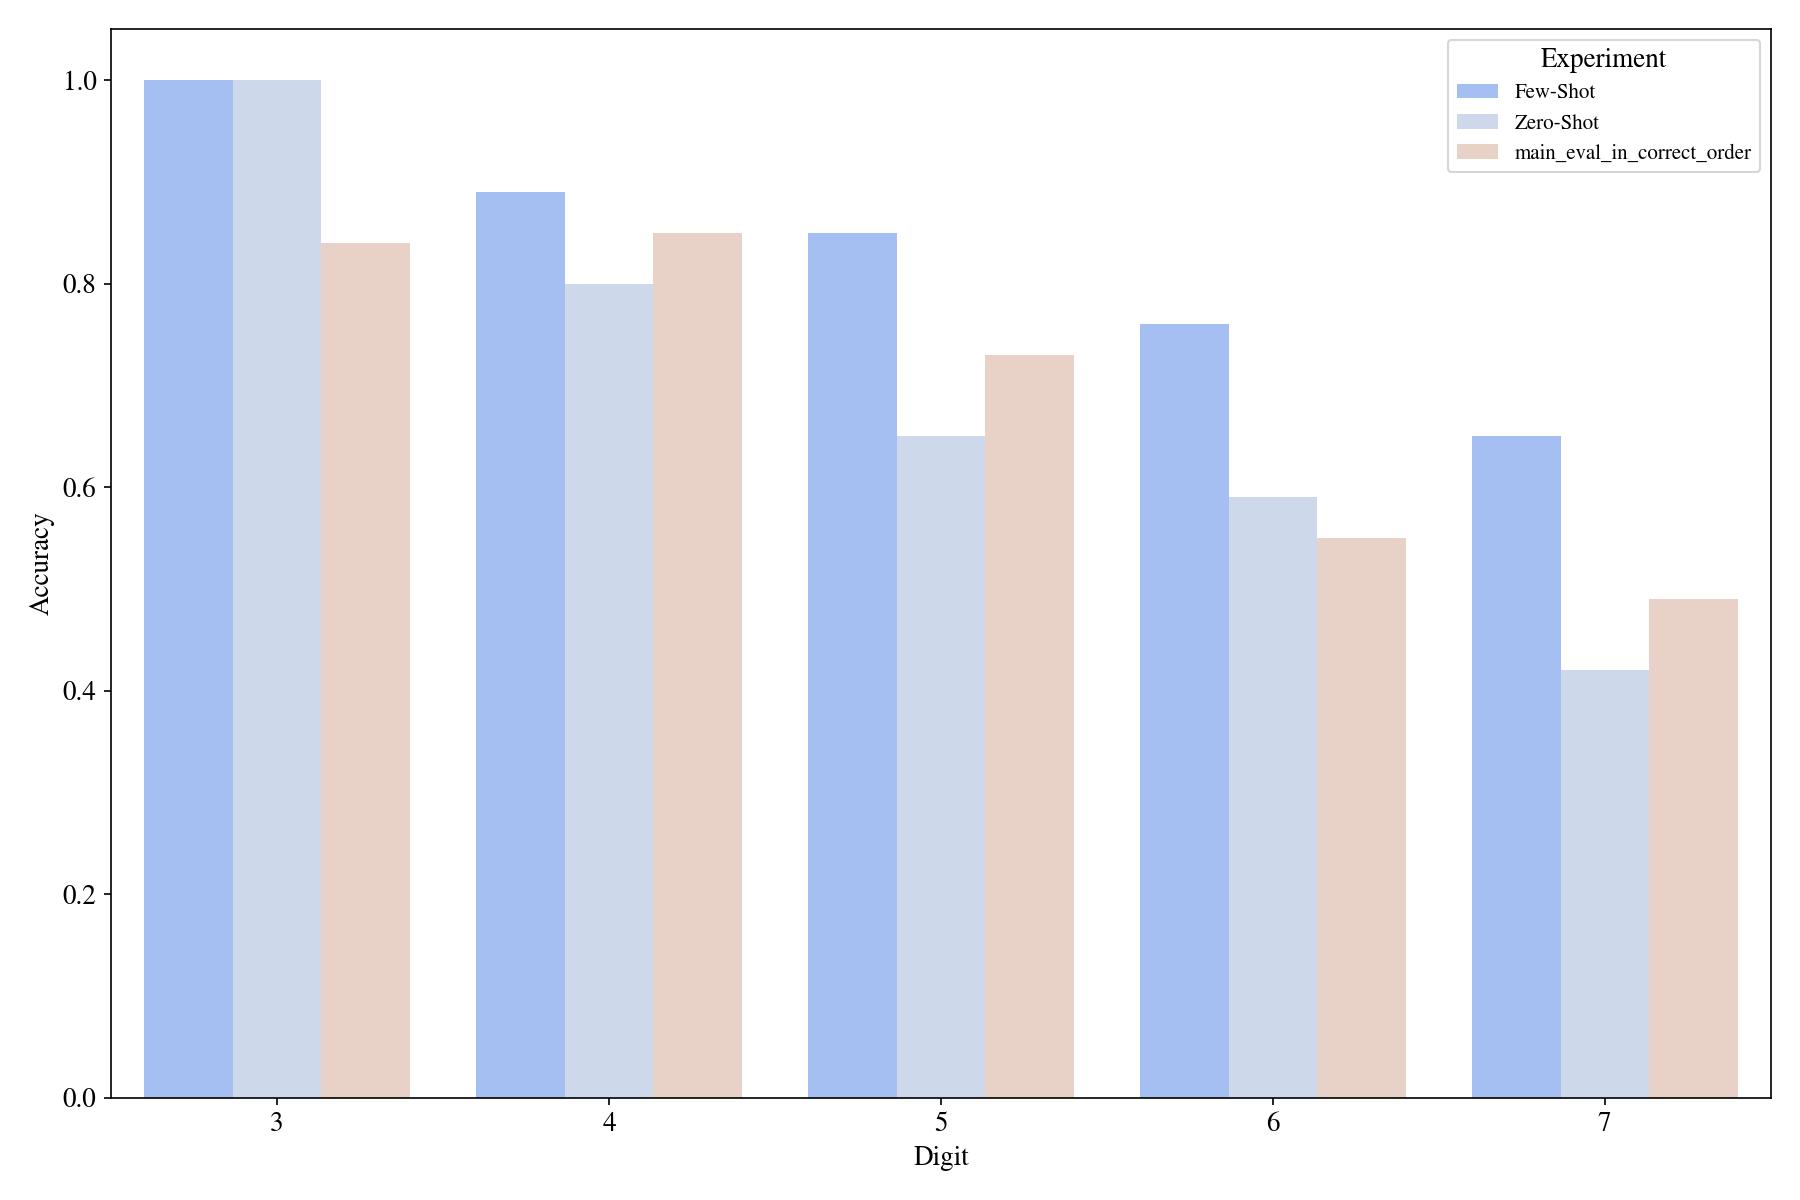 Experiment
Few-Shot
Zero-Shot
main_eval_in_correct_order
1.0
0.8
0.6
0.4
0.2
0.0
Accuracy
3 4 5 6 7
Digit